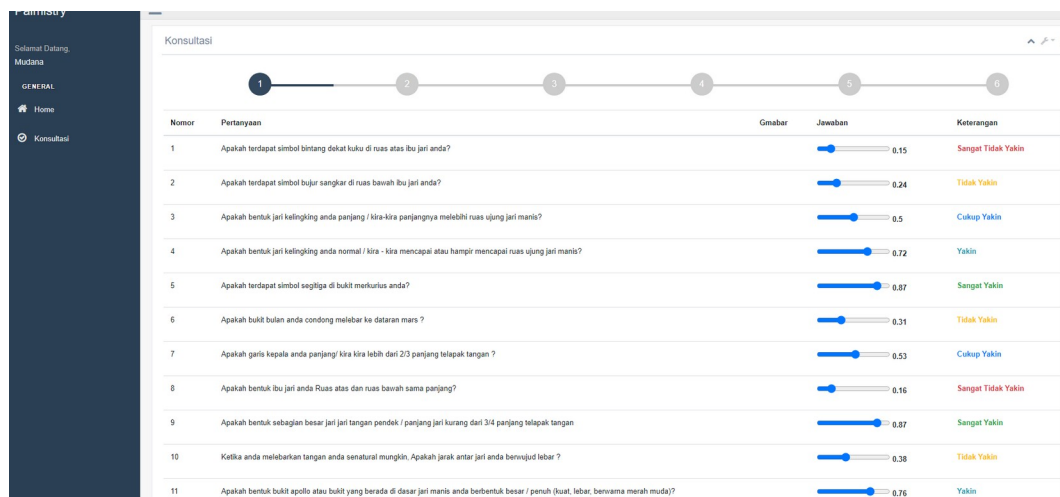 Palmistry
Selamat Datang,
Mudana
GENERAL
Home
Konsultasi
Konsultasi
1 2 3 4 5 6
Nomor Pertanyaan Gmabar Jawaban Keterangan
1 Apakah terdapat simbol bintang dekat kuku di ruas atas ibu jari anda? 0.15 Sangat Tidak Yakin
2 Apakah terdapat simbol bujur sangkar di ruas bawah ibu jari anda? 0.24 Tidak Yakin
3 Apakah bentuk jari kelingking anda panjang / kira-kira panjangnya melebihi ruas ujung jari manis? 0.5 Cukup Yakin
4 Apakah bentuk jari kelingking anda normal / kira - kira mencapai atau hampir mencapai ruas ujung jari manis? 0.72 Yakin
5 Apakah terdapat simbol segitiga di bukit merkurius anda? 0.87 Sangat Yakin
6 Apakah bukit bulan anda condong melebar ke dataran mars ? 0.31 Tidak Yakin
7 Apakah garis kepala anda panjang/ kira kira lebih dari 2/3 panjang telapak tangan ? 0.53 Cukup Yakin
8 Apakah bentuk ibu jari anda Ruas atas dan ruas bawah sama panjang? 0.16 Sangat Tidak Yakin
9 Apakah bentuk sebagian besar jari jari tangan pendek / panjang jari kurang dari 3/4 panjang telapak tangan 0.87 Sangat Yakin
10 Ketika anda melebarkan tangan anda senatural mungkin, Apakah jarak antar jari anda berwujud lebar ? 0.38 Tidak Yakin
11 Apakah bentuk bukit apollo atau bukit yang berada di dasar jari manis anda berbentuk besar / penuh (kuat, lebar, berwarna merah muda)? 0.76 Yakin